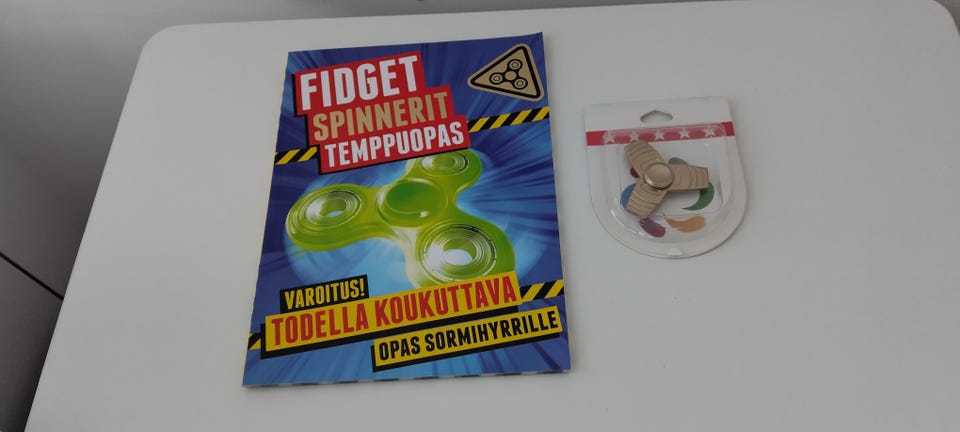 FIDGET
SPINNERIT
TEMPPUOPAS
VAROITUS!
TODELLA KOUKUTTAVA
OPAS SORMIHYRRILLE